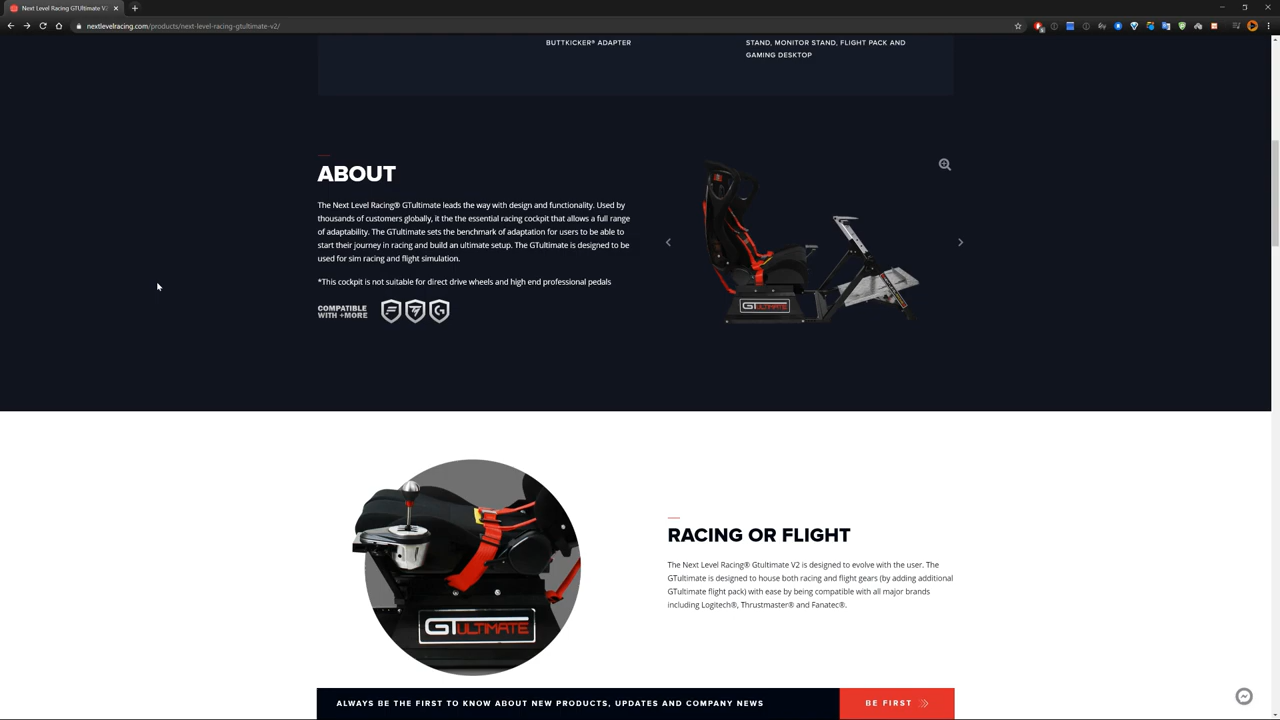 Next Level Racing GTUltimate V
nextlevelracing.com/products/next-level-racing-gtultimate-v2/
BUTTKICKER® ADAPTER
STAND, MONITOR STAND, FLIGHT PACK AND
GAMING DESKTOP
ABOUT
The Next Level Racing® GTUltimate leads the way with design and functionality. Used by
thousands of customers globally, it the the essential racing cockpit that allows a full range
of adaptability. The GTUltimate sets the benchmark of adaptation for users to be able to
start their journey in racing and build an ultimate setup. The GTUltimate is designed to be
used for sim racing and flight simulation.
*This cockpit is not suitable for direct drive wheels and high end professional pedals
COMPATIBLE
WITH +MORE
GTULTIMATE
RACING OR FLIGHT
The Next Level Racing® Gtultimate V2 is designed to evolve with the user. The
GTUltimate is designed to house both racing and flight gears (by adding additional
GTUltimate flight pack) with ease by being compatible with all major brands
including Logitech®, Thrustmaster® and Fanatec®.
GTULTIMATE
ALWAYS BE THE FIRST TO KNOW ABOUT NEW PRODUCTS, UPDATES AND COMPANY NEWS
BE FIRST